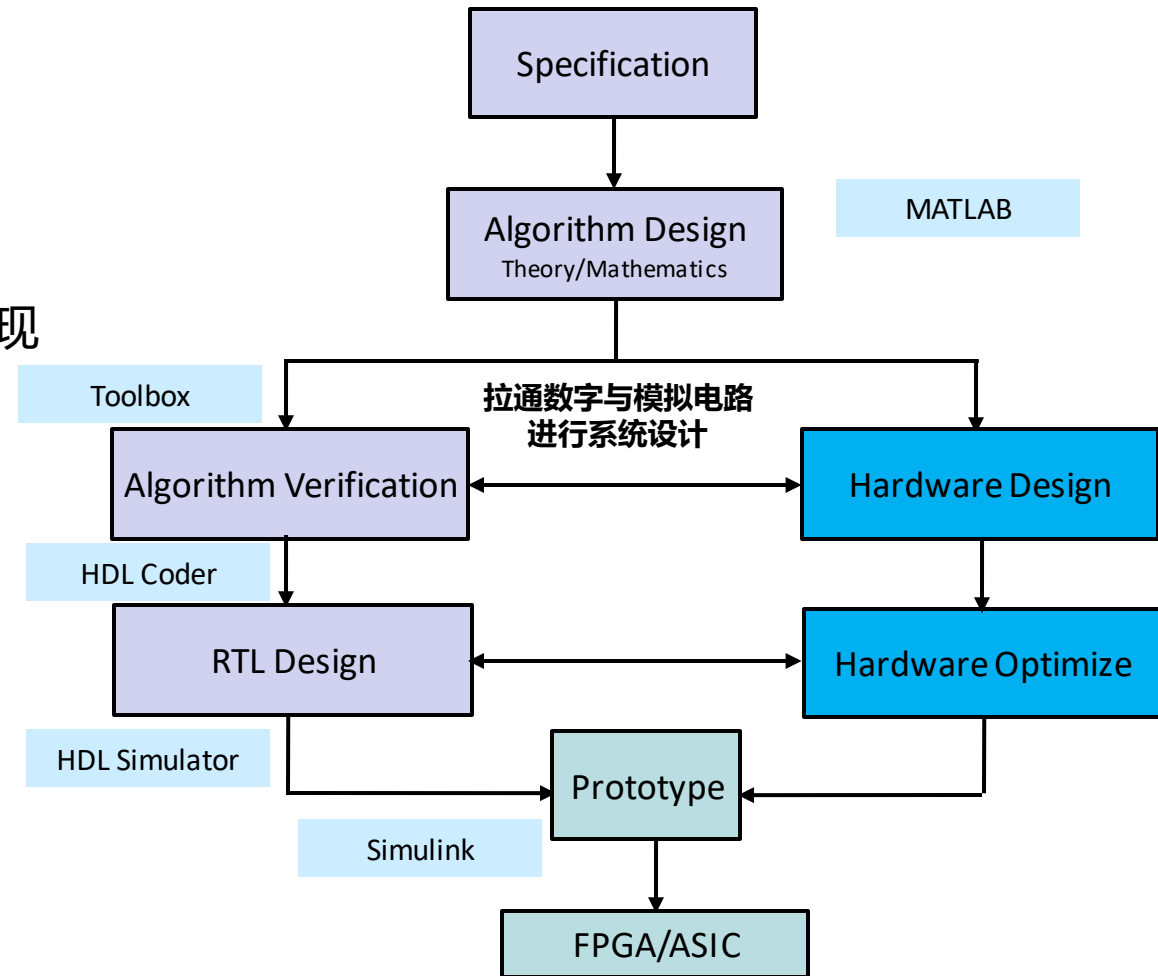 Specification
MATLAB
Algorithm Design
Theory/Mathematics
现
Toolbox
拉通数字与模拟电路
进行系统设计
Algorithm Verification
Hardware Design
HDL Coder
RTL Design
Hardware Optimize
HDL Simulator
Prototype
Simulink
FPGA/ASIC